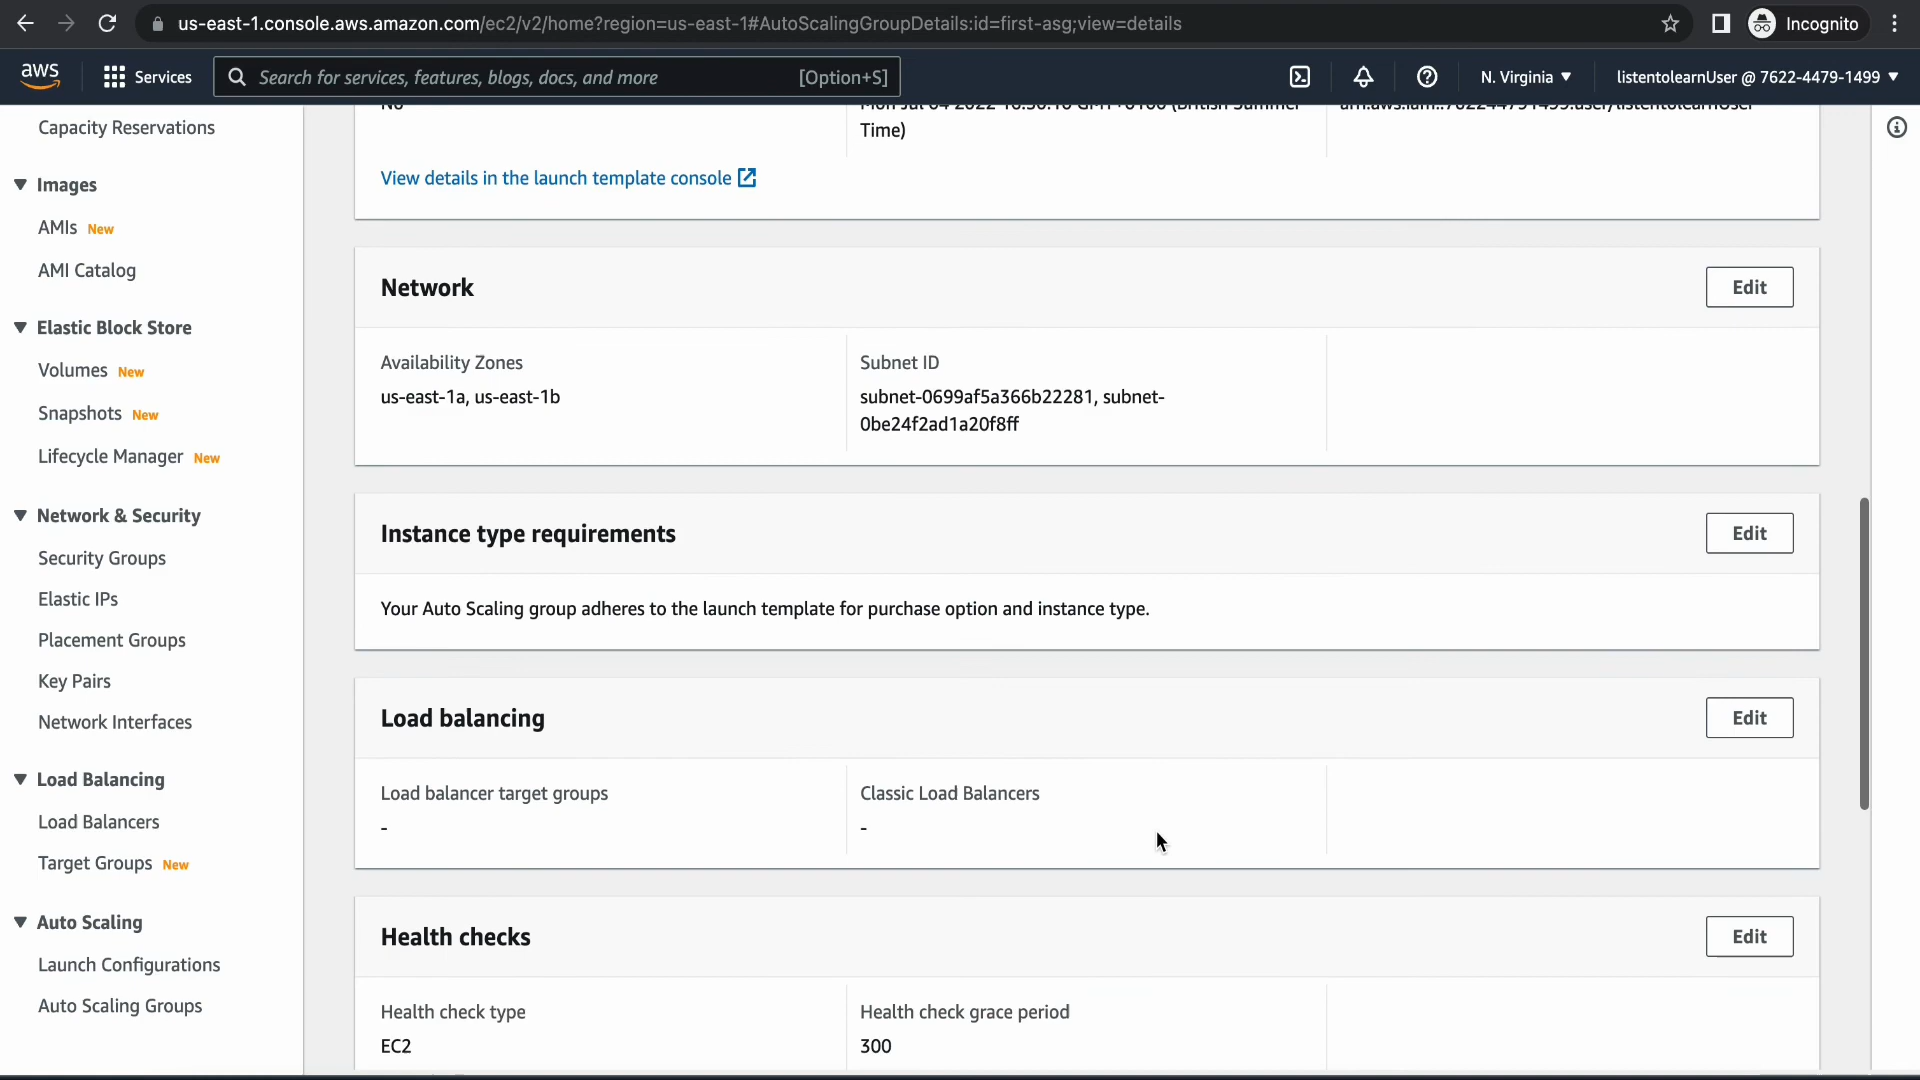 us-east-1.console.aws.amazon.com/ec2/v2/home?region=us-east-1#AutoScalingGroupDetails:id=first-asg;view=details
Incognito
aws
Services
Search for services, features, blogs, docs, and more
[Option+S]
N. Virginia
listentolearnUser @ 7622-4479-1499
Capacity Reservations
Images
AMIs New
AMI Catalog
Elastic Block Store
Volumes New
Snapshots New
Lifecycle Manager New
Network & Security
Security Groups
Elastic IPs
Placement Groups
Key Pairs
Network Interfaces
Load Balancing
Load Balancers
Target Groups New
Auto Scaling
Launch Configurations
Auto Scaling Groups
No
Time)
View details in the launch template console
Network
Edit
Availability Zones
us-east-1a, us-east-1b
Subnet ID
subnet-0699af5a366b22281, subnet-
0be24f2ad1a20f8ff
Instance type requirements
Edit
Your Auto Scaling group adheres to the launch template for purchase option and instance type.
Load balancing
Edit
Load balancer target groups
-
Classic Load Balancers
-
Health checks
Edit
Health check type
EC2
Health check grace period
300